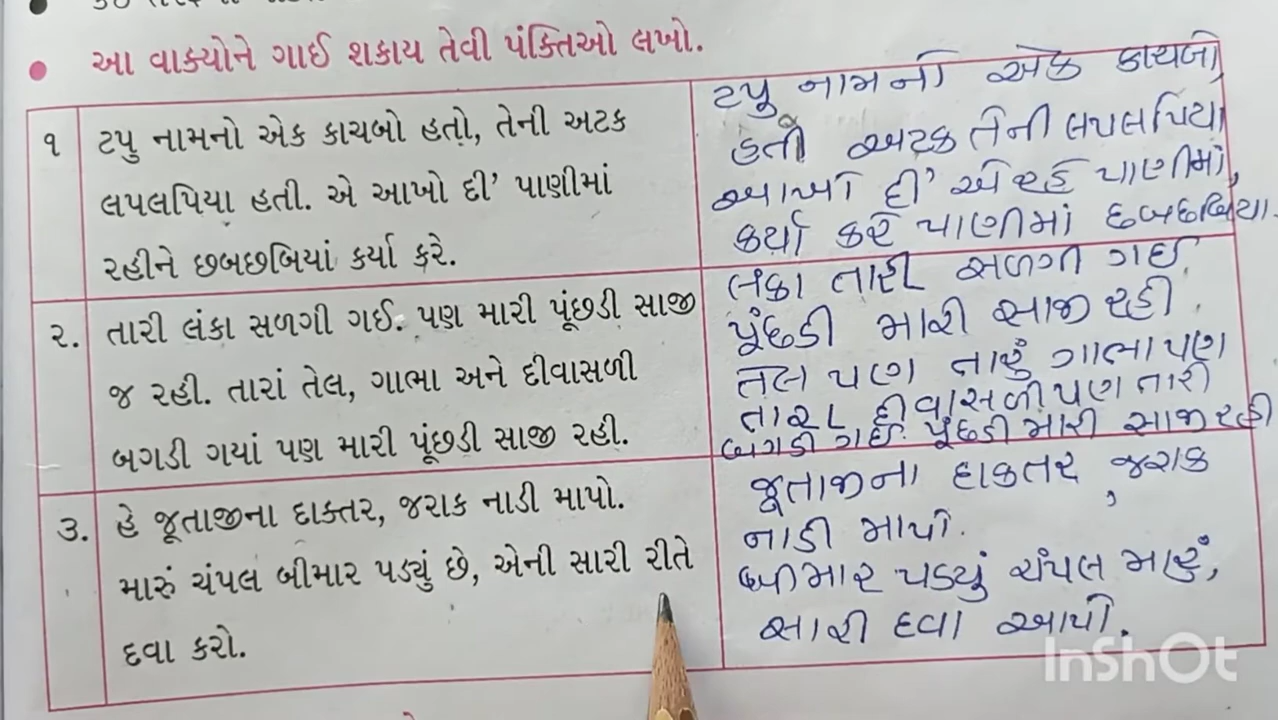 આ વાક્યોને ગાઈ શકાય તેવી પંક્તિઓ લખો.
૧ ટપુ નામનો એક કાચબો હતો, તેની અટક
લપલપિયા હતી. એ આખો દી' પાણીમાં
રહીને છબછબિયાં કર્યા કરે.
ટપુ નામનો એક કાચબો
હતો અટક તેની લપલપિયા
આખો દી' એ રહે પાણીમાં,
કર્યા કરે પાણીમાં છબછબિયા.
૨. તારી લંકા સળગી ગઈ. પણ મારી પૂંછડી સાજી
જ રહી. તારાં તેલ, ગાભા અને દીવાસળી
બગડી ગયાં પણ મારી પૂંછડી સાજી રહી.
લંકા તારી સળગી ગઈ
પૂંછડી મારી સાજી રહી.
તેલ પણ તારું ગાભા પણ
તારા દીવાસળી પણ તારી
બગડી ગઈ. પૂંછડી મારી સાજી રહી
૩. હે જૂતાજીના દાક્તર, જરાક નાડી માપો.
મારું ચંપલ બીમાર પડ્યું છે, એની સારી રીતે
દવા કરો.
જૂતાજીના દાકતર, જરાક
નાડી માપો.
બીમાર પડ્યું ચંપલ મારું,
સારી દવા આપો.
InShOt